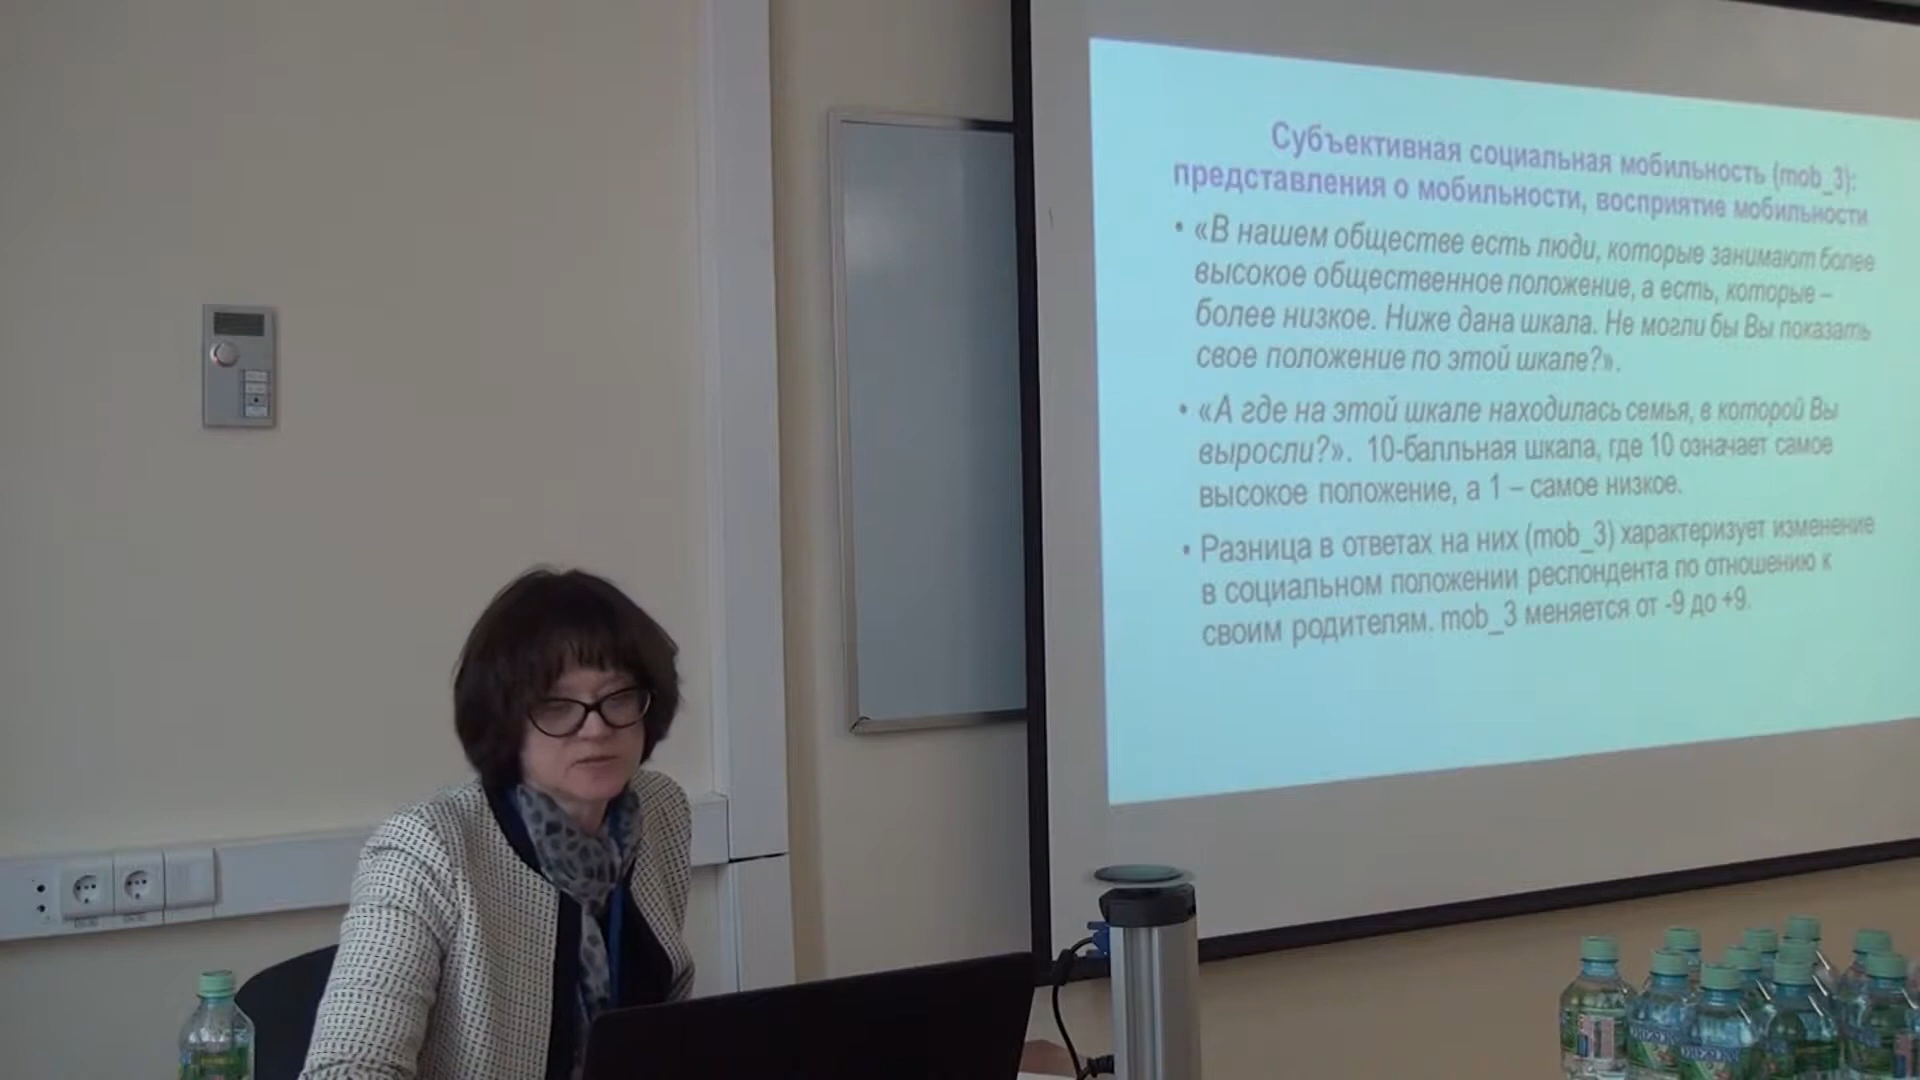 Субъективная социальная мобильность (mob_3):
представления о мобильности, восприятие мобильности
• «В нашем обществе есть люди, которые занимают более
высокое общественное положение, а есть, которые –
более низкое. Ниже дана шкала. Не могли бы Вы показать
свое положение по этой шкале?».
• «А где на этой шкале находилась семья, в которой Вы
выросли?». 10-балльная шкала, где 10 означает самое
высокое положение, а 1 – самое низкое.
• Разница в ответах на них (mob_3) характеризует изменение
в социальном положении респондента по отношению к
своим родителям. mob_3 меняется от -9 до +9.